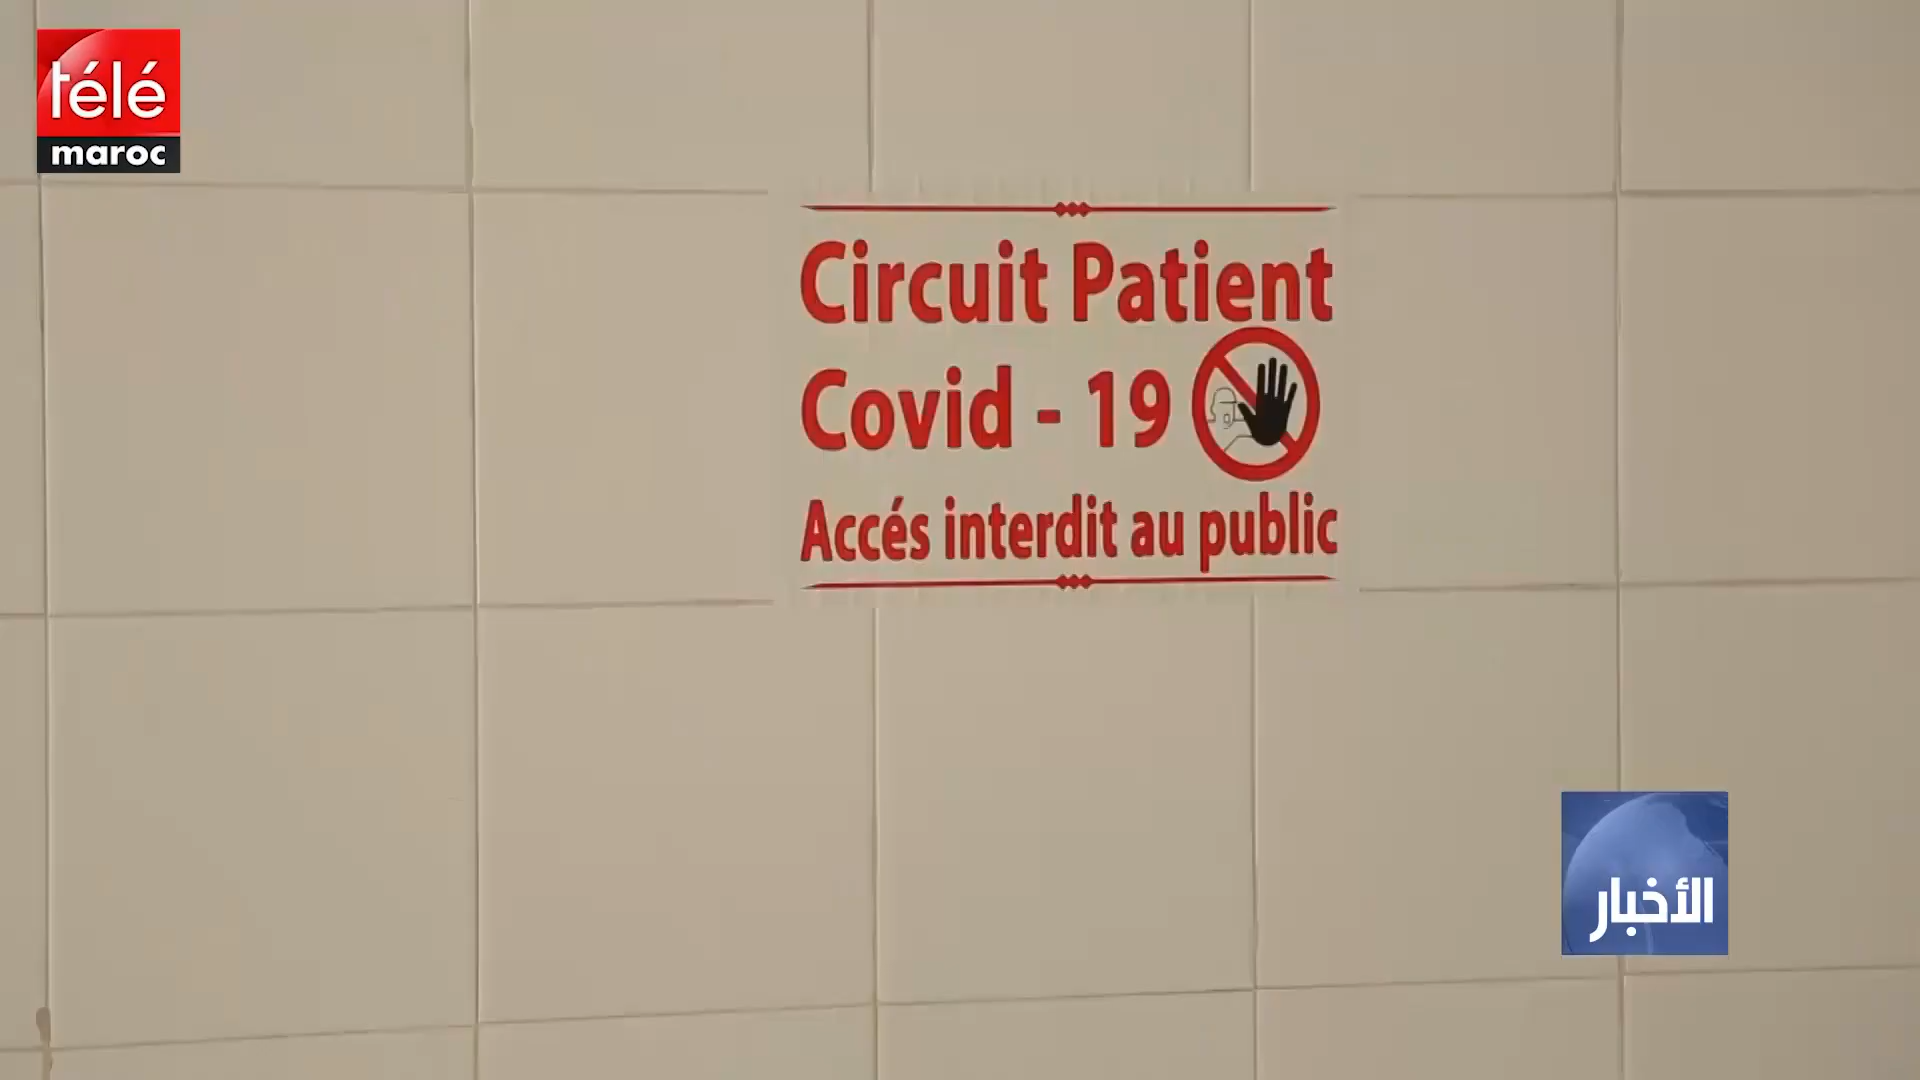 télé
maroc
Circuit Patient
Covid - 19
Accés interdit au public
الأخبار